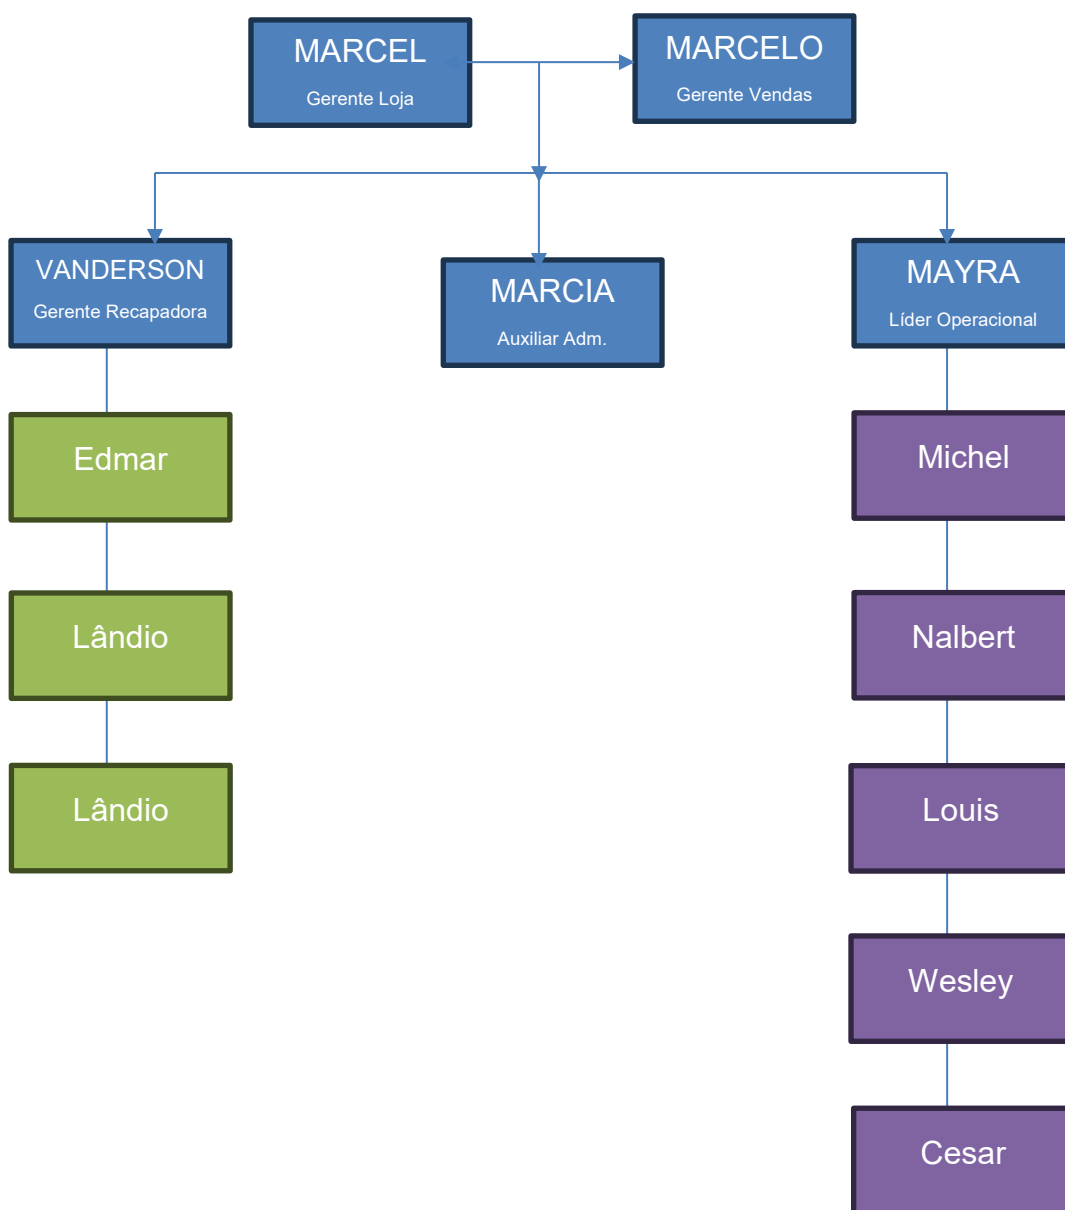 MARCEL
Gerente Loja
MARCELO
Gerente Vendas
VANDERSON
Gerente Recapadora
MARCIA
Auxiliar Adm.
MAYRA
Líder Operacional
Edmar
Lândio
Lândio
Michel
Nalbert
Louis
Wesley
Cesar